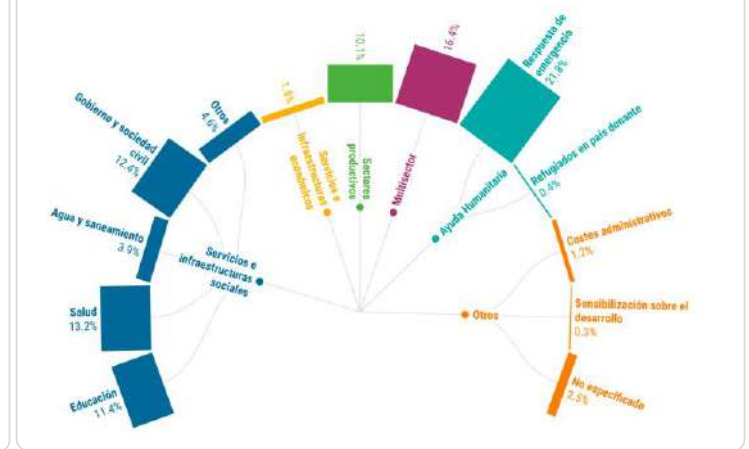 Educación
11.4%
Salud
13.2%
Agua y saneamiento
3.9%
Gobierno y sociedad
civil
12.4%
Otros
4.6%
Servicios e
infraestructuras
sociales
1.8%
Servicios e
infraestructuras
económicos
10.1%
Sectores
productivos
16.4%
Multisector
Respuesta de
emergencia
21.8%
Refugiados en país donante
0.4%
Ayuda Humanitaria
Costes administrativos
1.2%
Sensibilización sobre el
desarrollo
0.3%
No especificado
2.5%
Otros